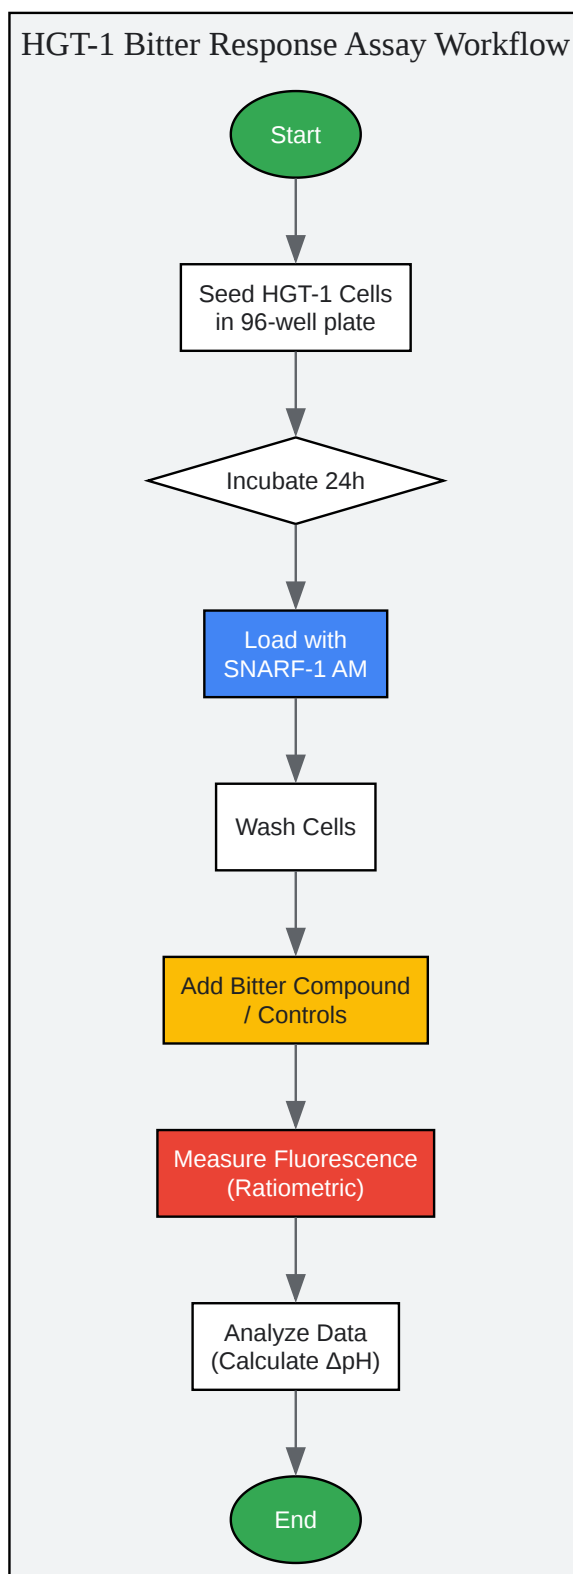 HGT-1 Bitter Response Assay Workflow
Start
Seed HGT-1 Cells
in 96-well plate
Incubate 24h
Load with
SNARF-1 AM
Wash Cells
Add Bitter Compound
/ Controls
Measure Fluorescence
(Ratiometric)
Analyze Data
(Calculate ΔpH)
End